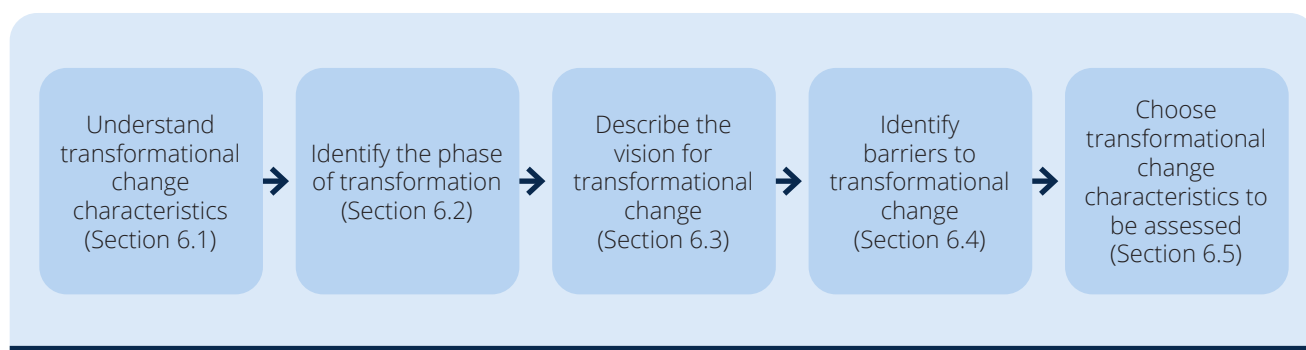 Understand
transformational
change
characteristics
(Section 6.1)
Identify the phase
of transformation
(Section 6.2)
Describe the
vision for
transformational
change
(Section 6.3)
Identify
barriers to
transformational
change
(Section 6.4)
Choose
transformational
change
characteristics to
be assessed
(Section 6.5)